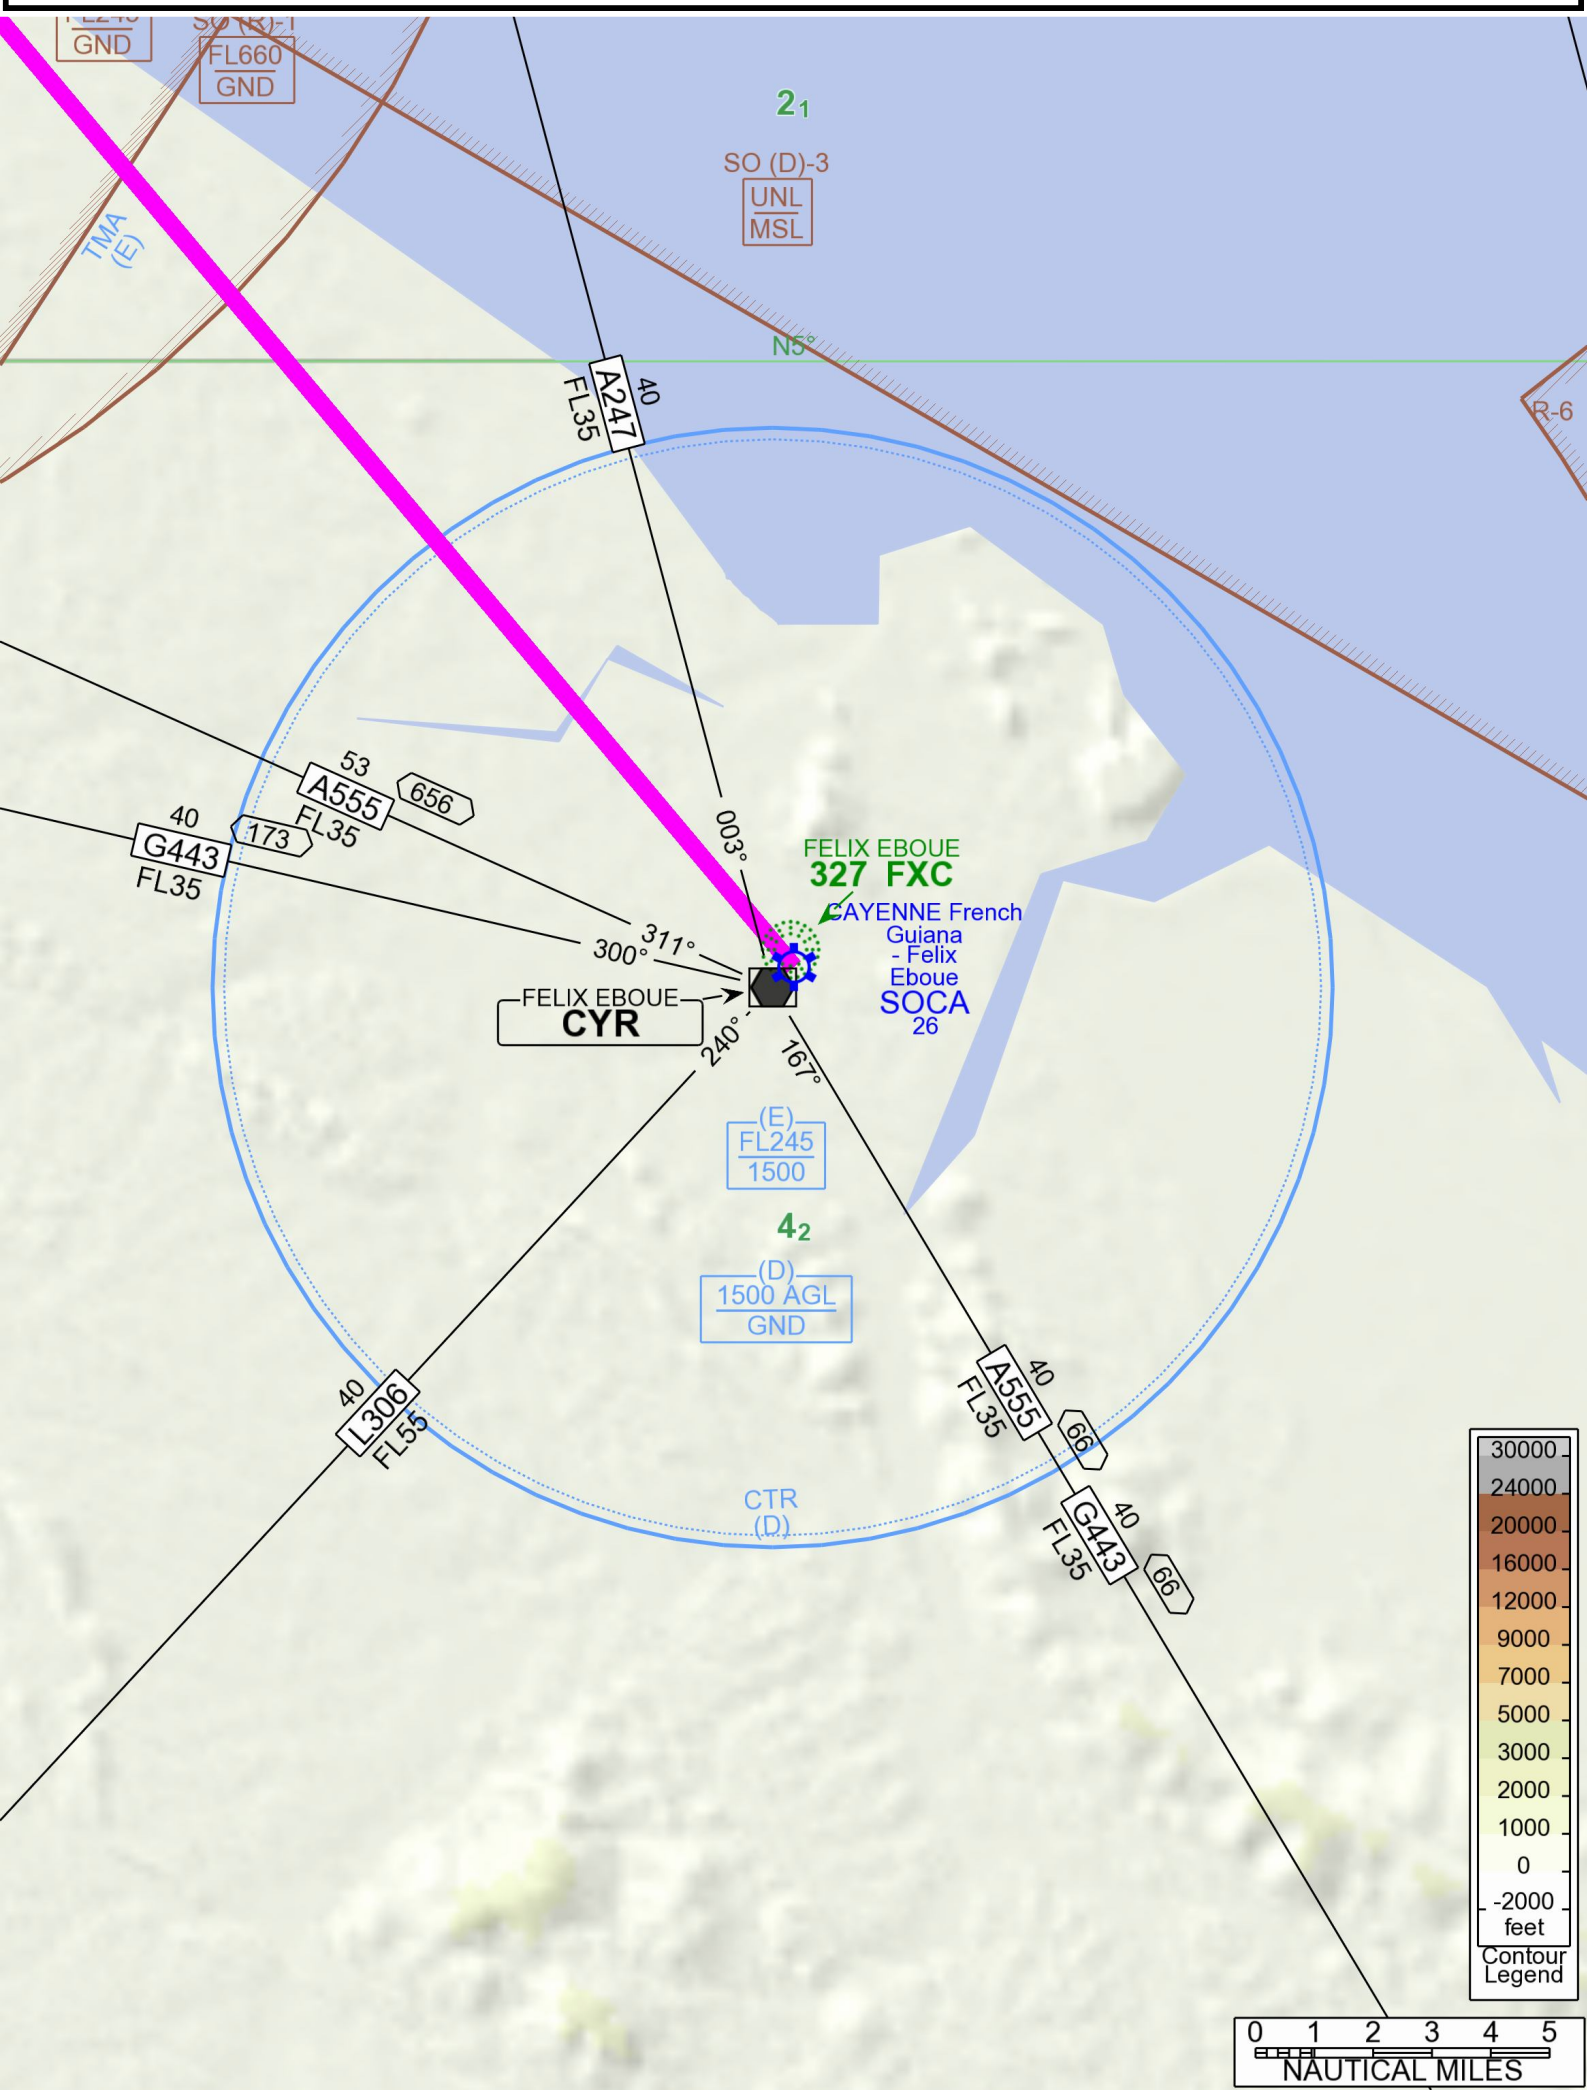 SO (R)-1
GND
FL660
GND
2₁
SO (D)-3
UNL
MSL
TMA
(E)
N5°
A247
40
FL35
R-6
53
A555
656
FL35
40
G443
173
FL35
003°
311°
300°
FELIX EBOUE
327 FXC
CAYENNE French
Guiana
- Felix
Eboue
SOCA
26
FELIX EBOUE
CYR
240°
167°
(E)
FL245
1500
4₂
(D)
1500 AGL
GND
40
L306
FL55
40
A555
FL35
66
40
G443
FL35
66
CTR
(D)
30000
24000
20000
16000
12000
9000
7000
5000
3000
2000
1000
0
-2000
feet
Contour
Legend
0 1 2 3 4 5
NAUTICAL MILES